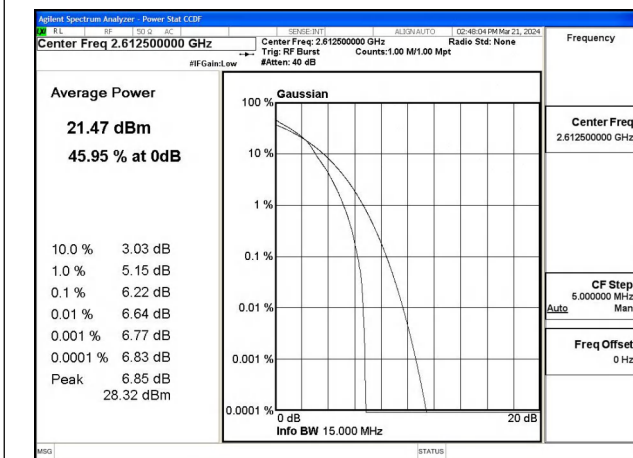 Agilent Spectrum Analyzer - Power Stat CCDF
RL RF 50 Ω AC SENSE:INT ALIGNAUTO 02:48:04 PM Mar 21, 2024
Center Freq 2.612500000 GHz
Center Freq: 2.612500000 GHz Radio Std: None
Trig: RF Burst Counts:1.00 M/1.00 Mpt
#IFGain:Low #Atten: 40 dB
Frequency
Average Power
21.47 dBm
45.95 % at 0dB
10.0 % 3.03 dB
1.0 % 5.15 dB
0.1 % 6.22 dB
0.01 % 6.64 dB
0.001 % 6.77 dB
0.0001 % 6.83 dB
Peak 6.85 dB
28.32 dBm
Gaussian
100 %
10 %
1 %
0.1 %
0.01 %
0.001 %
0.0001 %
0 dB 20 dB
Info BW 15.000 MHz
Center Freq
2.612500000 GHz
CF Step
5.000000 MHz
Auto Man
Freq Offset
0 Hz
MSG STATUS